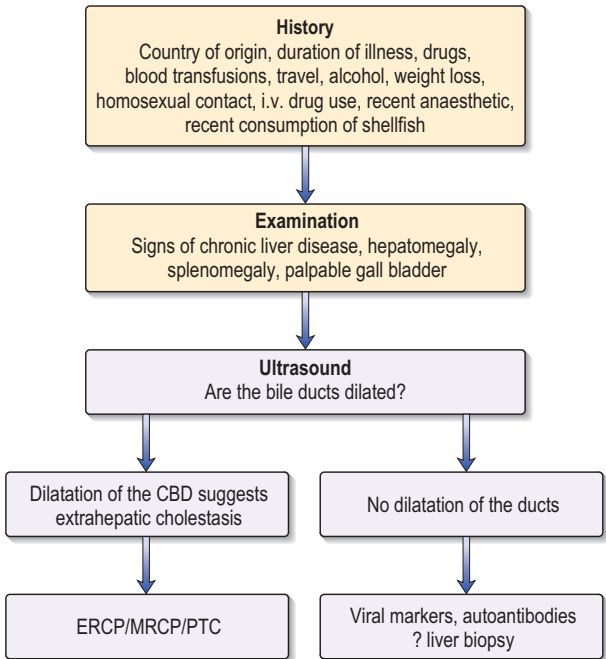 History
Country of origin, duration of illness, drugs,
blood transfusions, travel, alcohol, weight loss,
homosexual contact, i.v. drug use, recent anaesthetic,
recent consumption of shellfish
Examination
Signs of chronic liver disease, hepatomegaly,
splenomegaly, palpable gall bladder
Ultrasound
Are the bile ducts dilated?
Dilatation of the CBD suggests
extrahepatic cholestasis
No dilatation of the ducts
ERCP/MRCP/PTC
Viral markers, autoantibodies
? liver biopsy